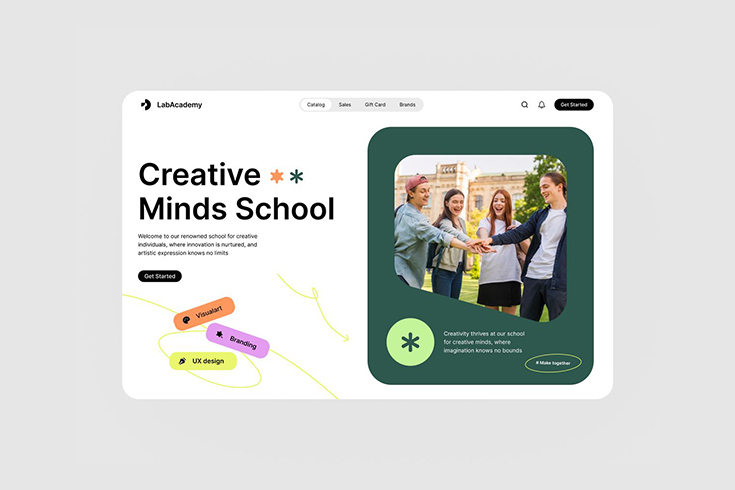 LabAcademy
Catalog
Sales
Gift Card
Brands
Get Started
Creative
Minds School
Welcome to our renowned school for creative
individuals, where innovation is nurtured, and
artistic expression knows no limits
Get Started
Visualart
Branding
UX design
Creativity thrives at our school
for creative minds, where
imagination knows no bounds
# Make together